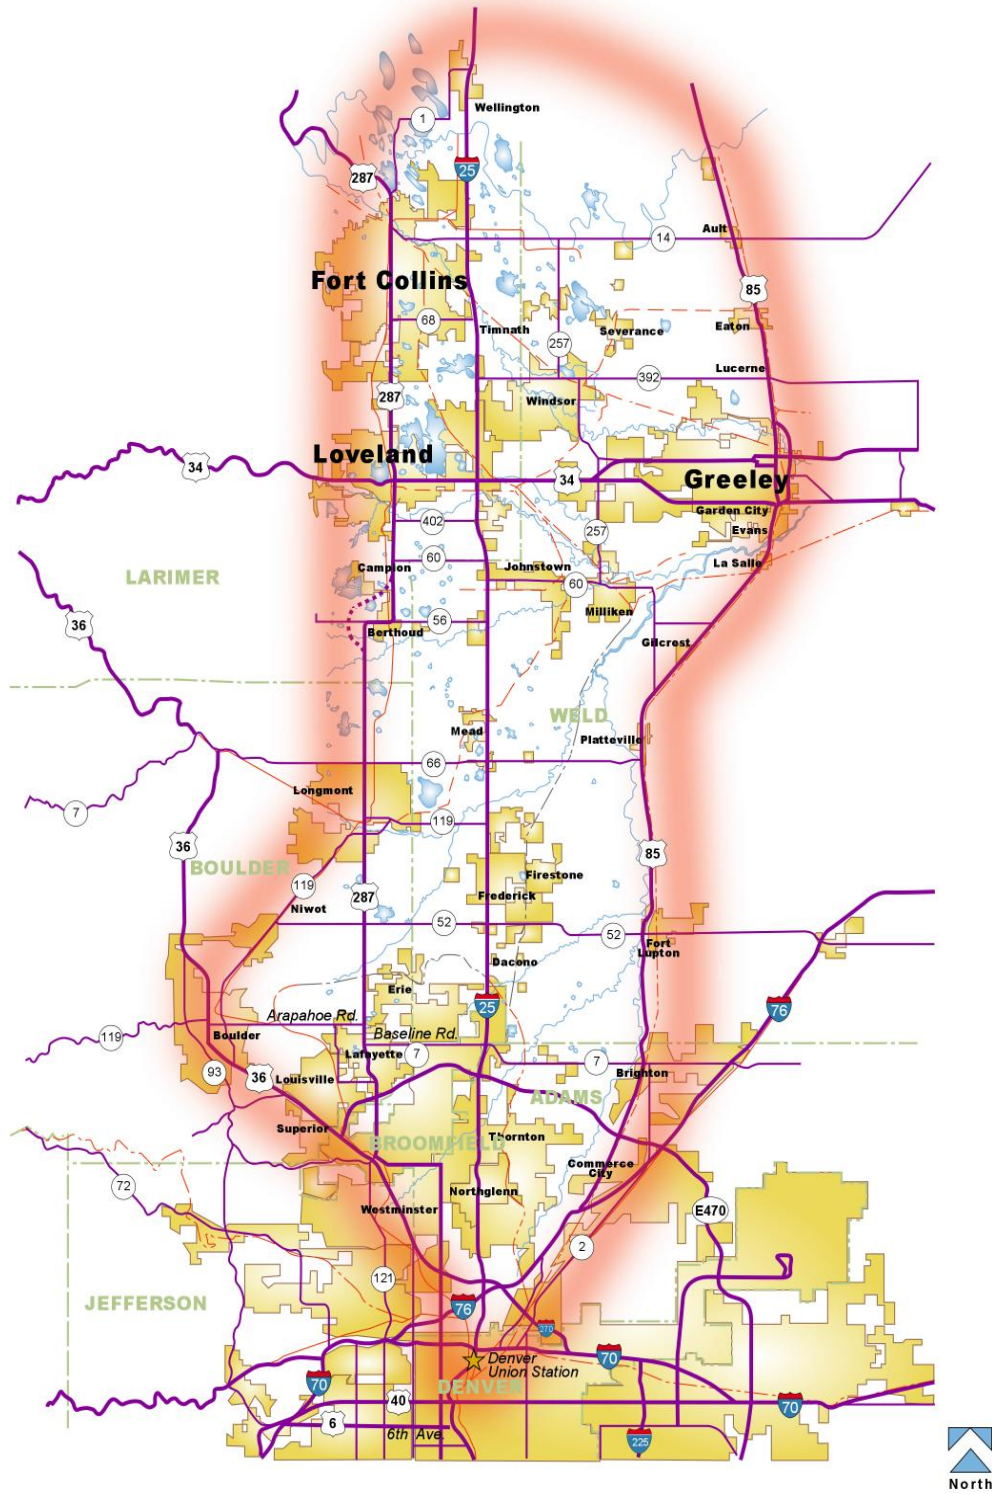 Wellington
1
25
287
Ault
14
Fort Collins
85
68
Timnath
Severance
Eaton
257
Lucerne
392
287
Windsor
Loveland
34
34
Greeley
Garden City
402
257
Evans
60
Campion
Johnstown
La Salle
LARIMER
60
Milliken
56
36
Berthoud
Gilcrest
WELD
Mead
Platteville
66
Longmont
7
119
36
85
BOULDER
Firestone
119
287
Frederick
Niwot
52
52
Fort
Lupton
Dacono
Erie
25
76
Arapahoe Rd.
Baseline Rd.
119
Boulder
Lafayette
7
7
93
36
Louisville
Brighton
ADAMS
Superior
BROOMFIELD
Thornton
Commerce
City
72
Northglenn
Westminster
E470
2
121
JEFFERSON
76
270
Denver
Union Station
70
70
DENVER
40
70
6
6th Ave.
225
North